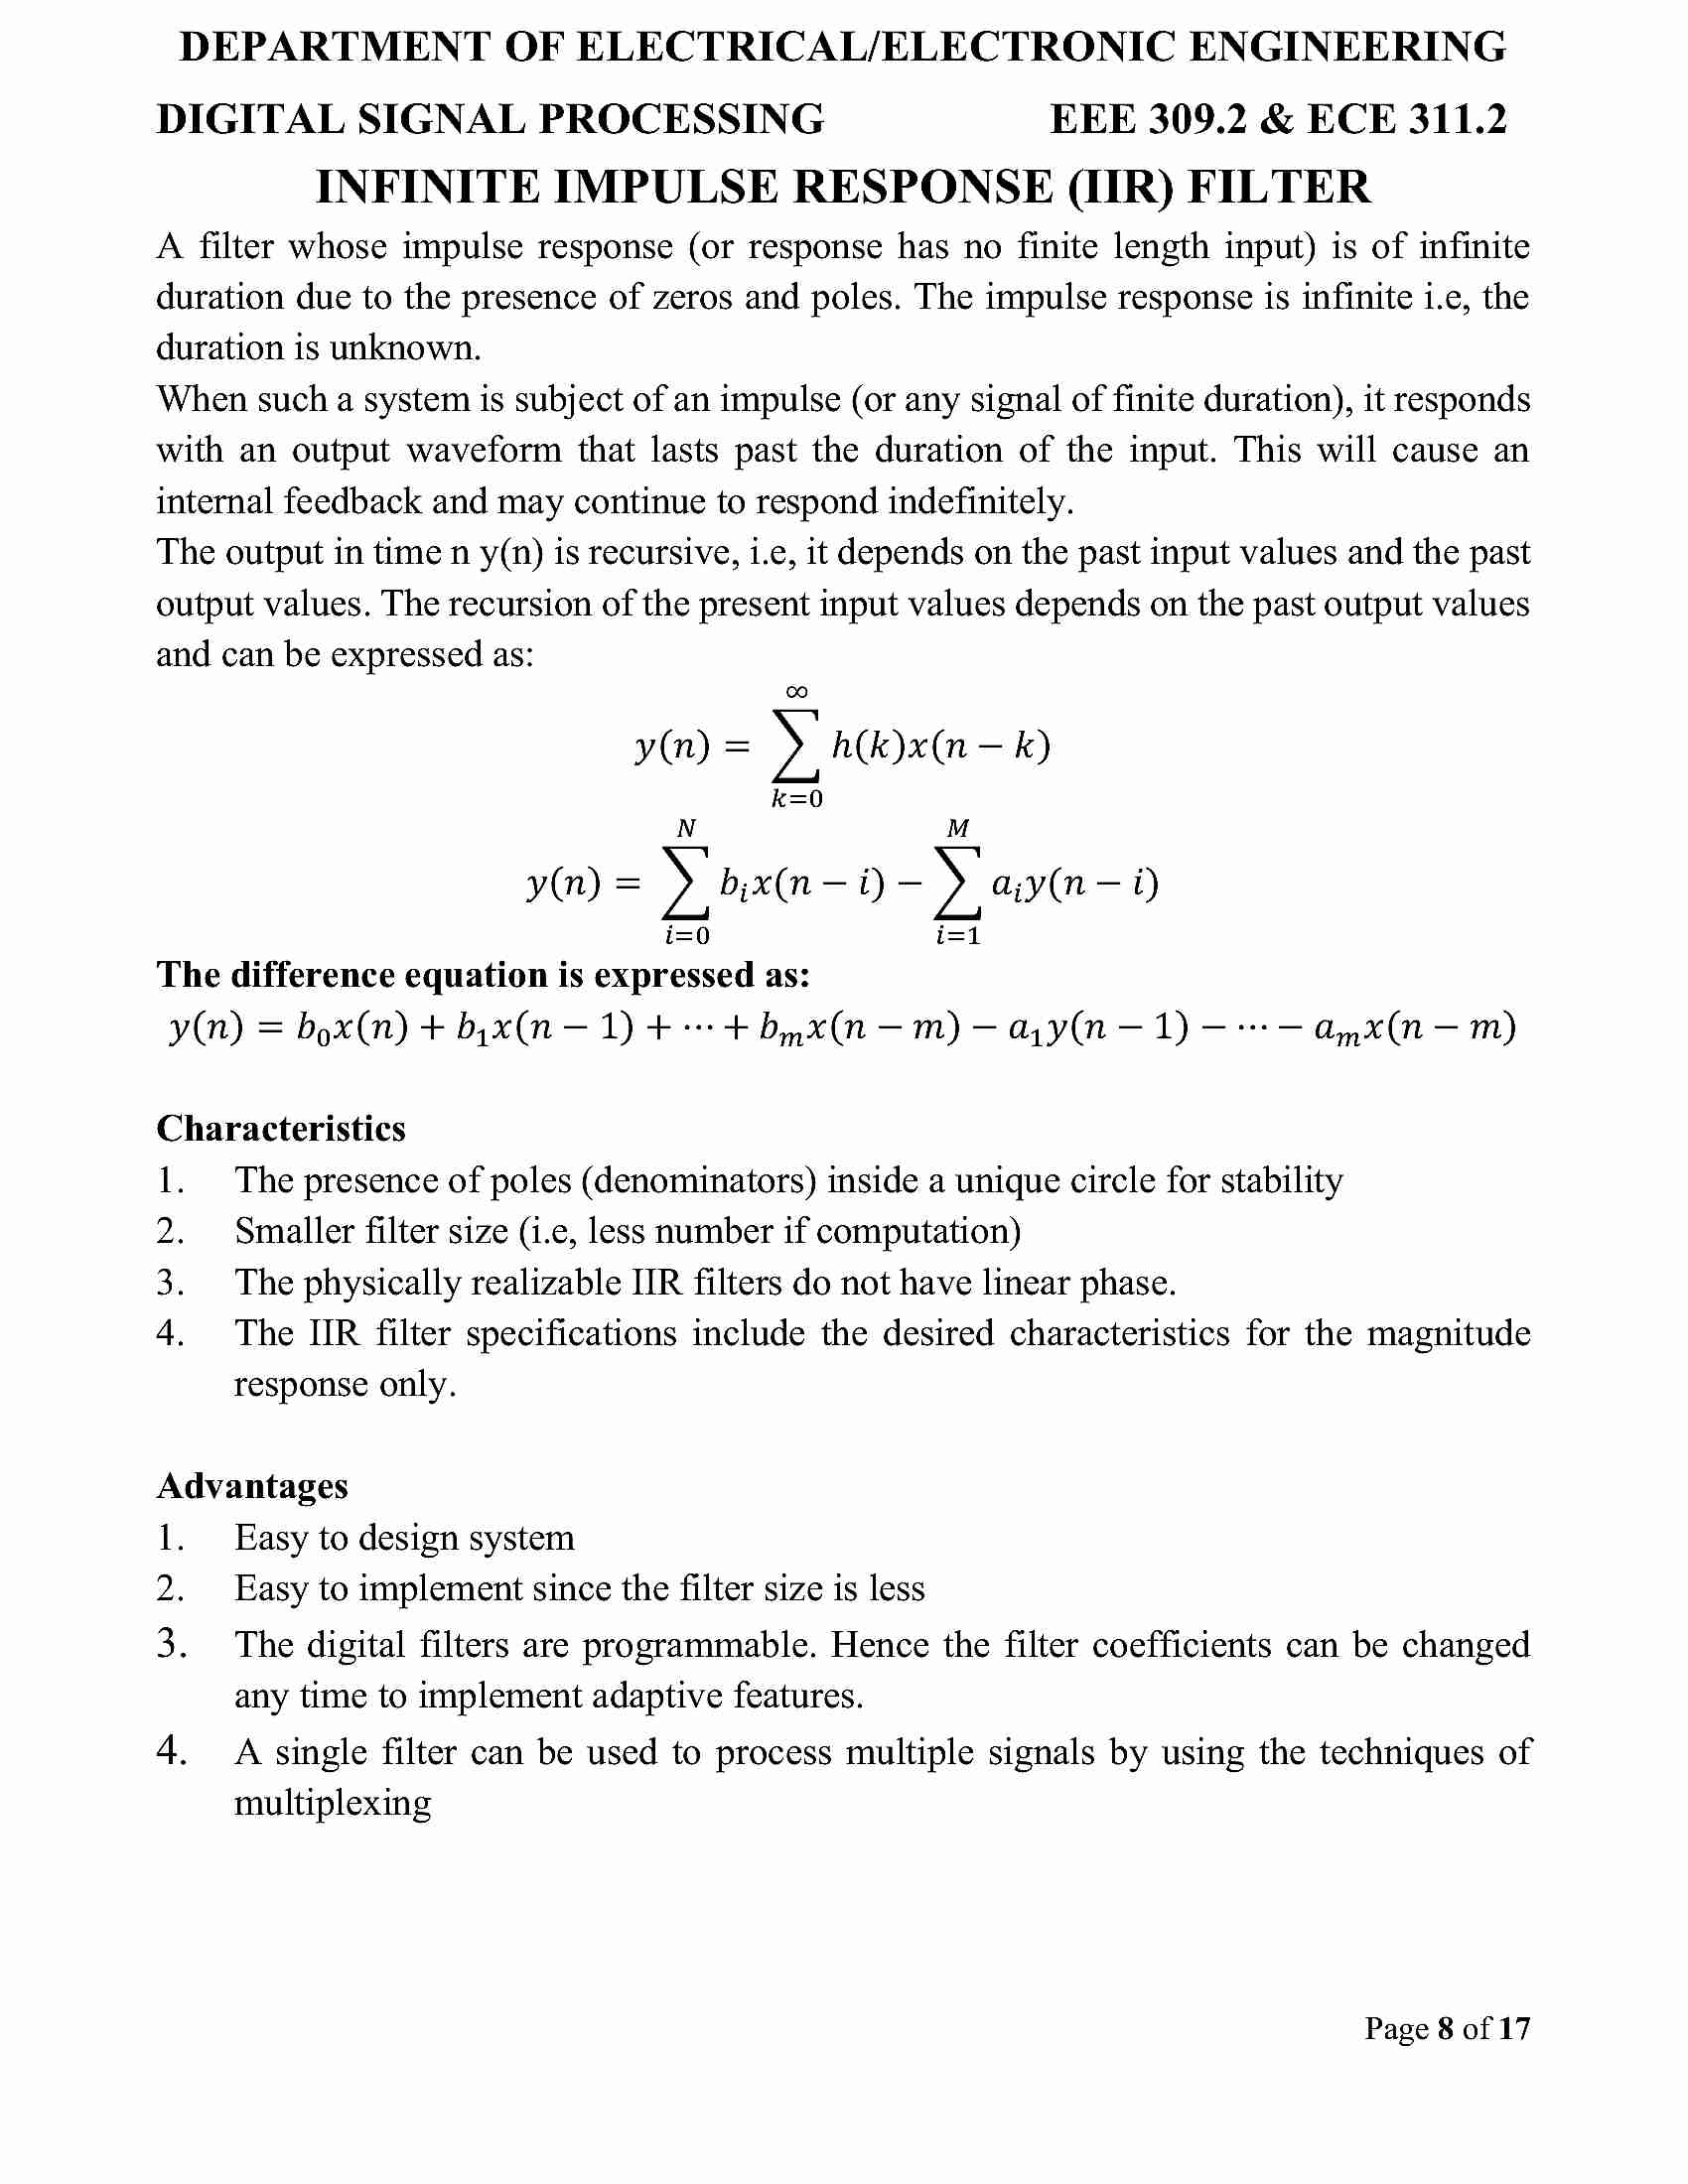 DEPARTMENT OF ELECTRICAL/ELECTRONIC ENGINEERING
DIGITAL SIGNAL PROCESSING EEE 309.2 & ECE 311.2
INFINITE IMPULSE RESPONSE (IIR) FILTER
A filter whose impulse response (or response has no finite length input) is of infinite
duration due to the presence of zeros and poles. The impulse response is infinite i.e, the
duration is unknown.
When such a system is subject of an impulse (or any signal of finite duration), it responds
with an output waveform that lasts past the duration of the input. This will cause an
internal feedback and may continue to respond indefinitely.
The output in time n y(n) is recursive, i.e, it depends on the past input values and the past
output values. The recursion of the present input values depends on the past output values
and can be expressed as:
y(n) = ∑_{k=0}^{∞} h(k)x(n − k)
y(n) = ∑_{i=0}^{N} b_i x(n − i) − ∑_{i=1}^{M} a_i y(n − i)
The difference equation is expressed as:
y(n) = b_0 x(n) + b_1 x(n − 1) + ⋯ + b_m x(n − m) − a_1 y(n − 1) − ⋯ − a_m x(n − m)
Characteristics
1. The presence of poles (denominators) inside a unique circle for stability
2. Smaller filter size (i.e, less number if computation)
3. The physically realizable IIR filters do not have linear phase.
4. The IIR filter specifications include the desired characteristics for the magnitude
response only.
Advantages
1. Easy to design system
2. Easy to implement since the filter size is less
3. The digital filters are programmable. Hence the filter coefficients can be changed
any time to implement adaptive features.
4. A single filter can be used to process multiple signals by using the techniques of
multiplexing
Page 8 of 17